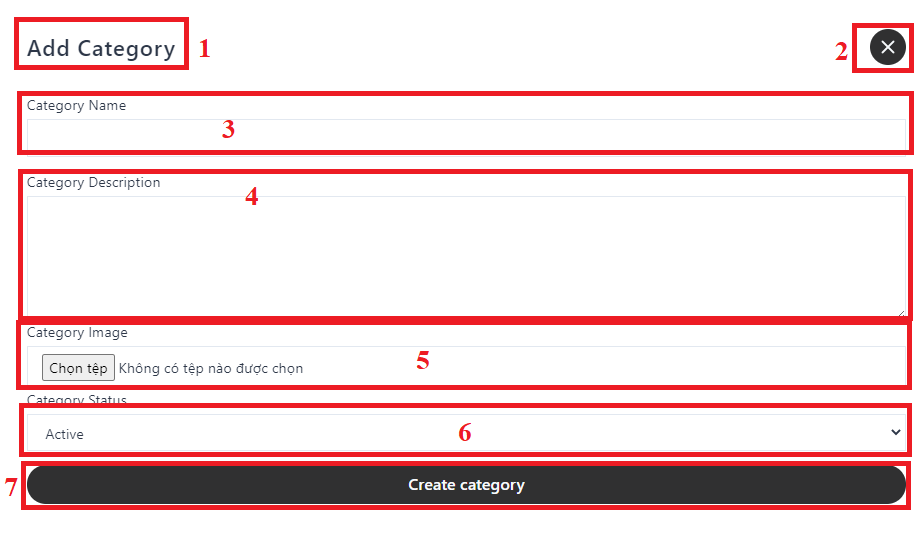 Add Category 1
2
Category Name
3
Category Description
4
Category Image
Chọn tệp Không có tệp nào được chọn 5
Category Status
Active 6
7 Create category